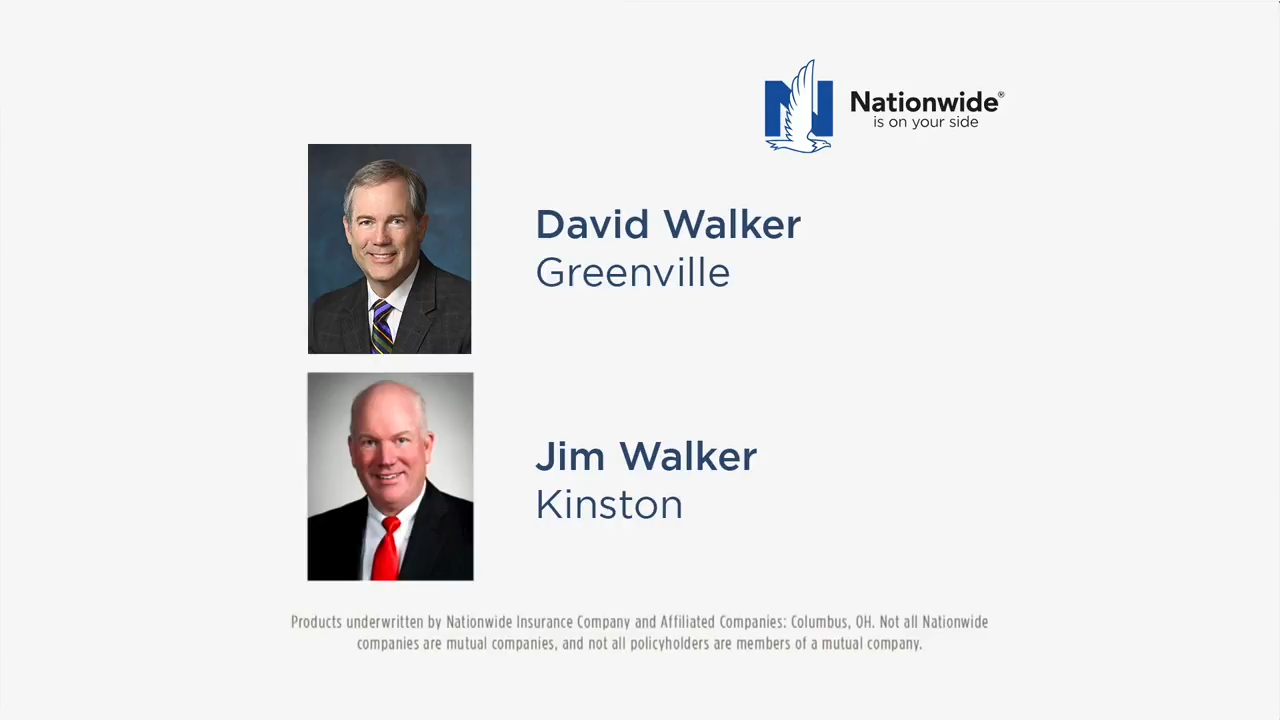 Nationwide®
is on your side
David Walker
Greenville
Jim Walker
Kinston
Products underwritten by Nationwide Insurance Company and Affiliated Companies: Columbus, OH. Not all Nationwide
companies are mutual companies, and not all policyholders are members of a mutual company.